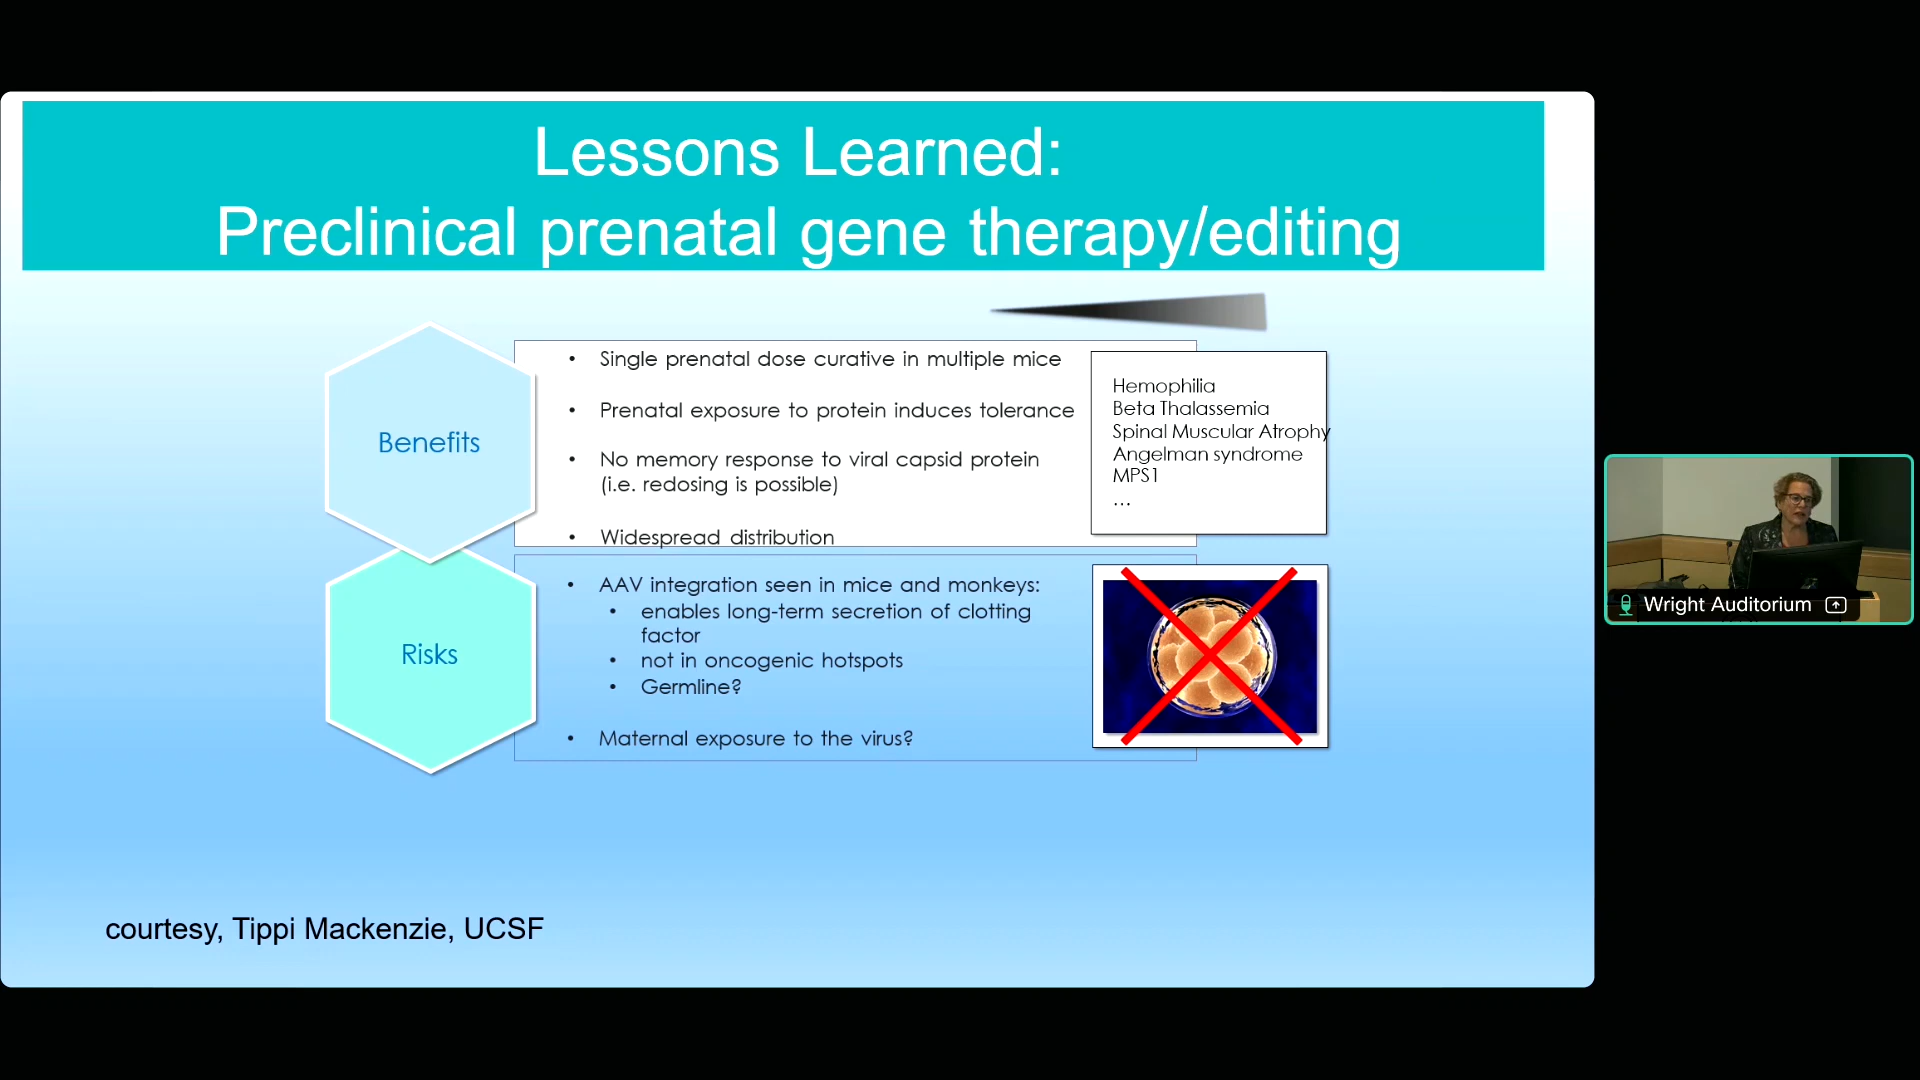 Lessons Learned:
Preclinical prenatal gene therapy/editing
Benefits
• Single prenatal dose curative in multiple mice
• Prenatal exposure to protein induces tolerance
• No memory response to viral capsid protein
(i.e. redosing is possible)
• Widespread distribution
Hemophilia
Beta Thalassemia
Spinal Muscular Atrophy
Angelman syndrome
MPS1
...
Risks
• AAV integration seen in mice and monkeys:
• enables long-term secretion of clotting
factor
• not in oncogenic hotspots
• Germline?
• Maternal exposure to the virus?
courtesy, Tippi Mackenzie, UCSF
Wright Auditorium